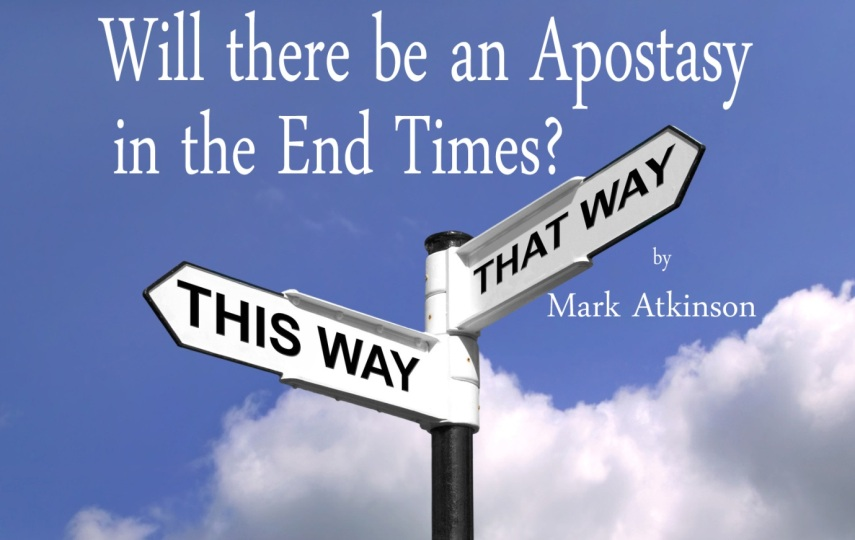 Will there be an Apostasy
in the End Times?
THAT WAY
by
Mark Atkinson
THIS WAY